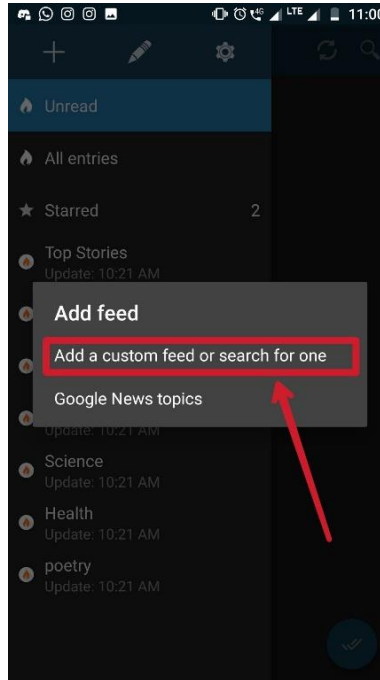 4G LTE 11:00
Unread
All entries
Starred 2
Top Stories
Update: 10:21 AM
Add feed
Add a custom feed or search for one
Google News topics
Update: 10:21 AM
Science
Update: 10:21 AM
Health
Update: 10:21 AM
poetry
Update: 10:21 AM